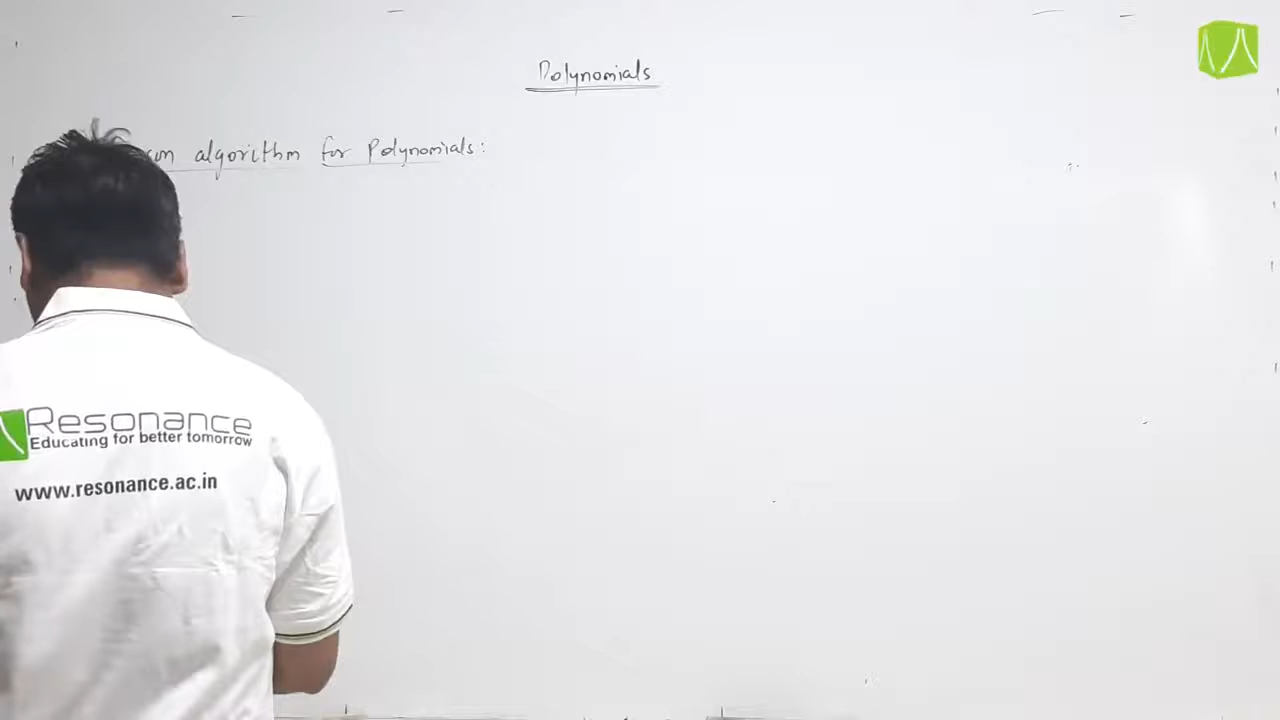 Polynomials
algorithm for Polynomials:
Resonance
Educating for better tomorrow
www.resonance.ac.in